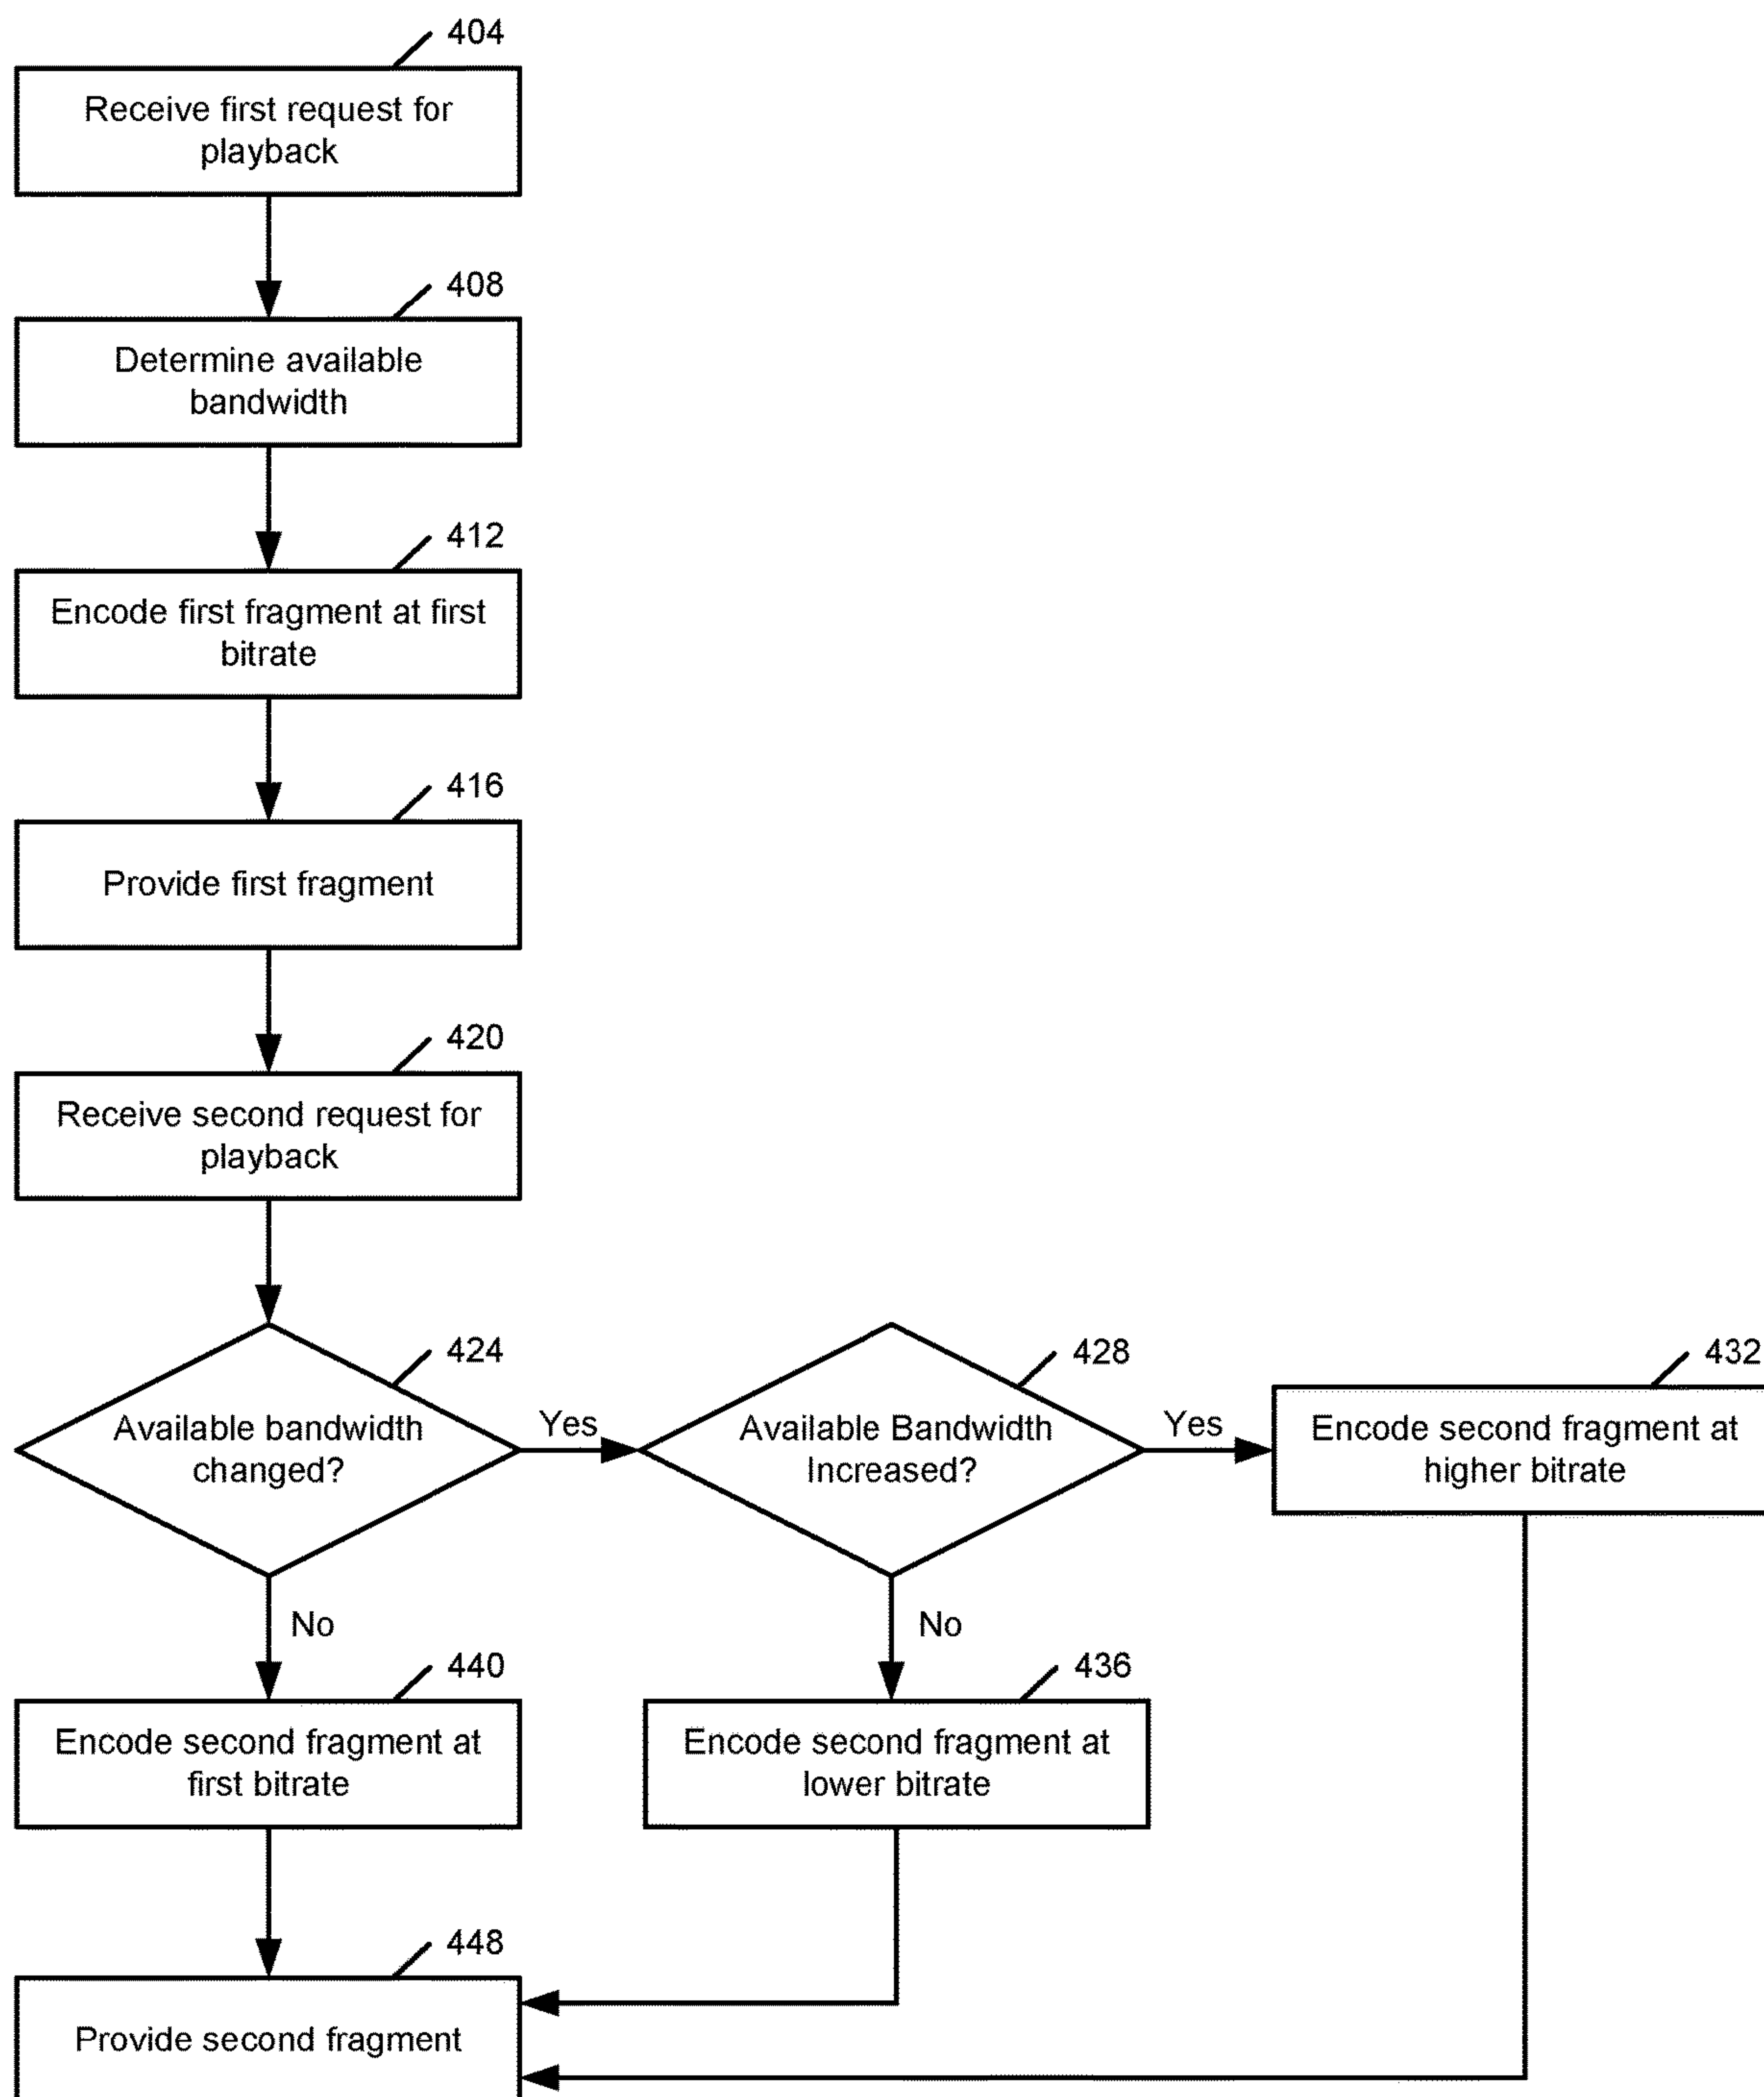 404
Receive first request for
playback
408
Determine available
bandwidth
412
Encode first fragment at first
bitrate
416
Provide first fragment
420
Receive second request for
playback
424
Available bandwidth
changed?
Yes
428
Available Bandwidth
Increased?
Yes
432
Encode second fragment at
higher bitrate
No
No
440
Encode second fragment at
first bitrate
436
Encode second fragment at
lower bitrate
448
Provide second fragment